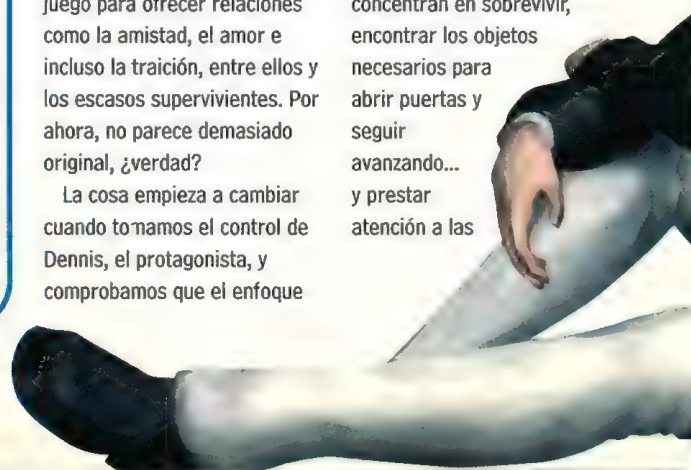 juego para ofrecer relaciones
como la amistad, el amor e
incluso la traición, entre ellos y
los escasos supervivientes. Por
ahora, no parece demasiado
original, ¿verdad?
La cosa empieza a cambiar
cuando tomamos el control de
Dennis, el protagonista, y
comprobamos que el enfoque
concentran en sobrevivir,
encontrar los objetos
necesarios para
abrir puertas y
seguir
avanzando...
y prestar
atención a las